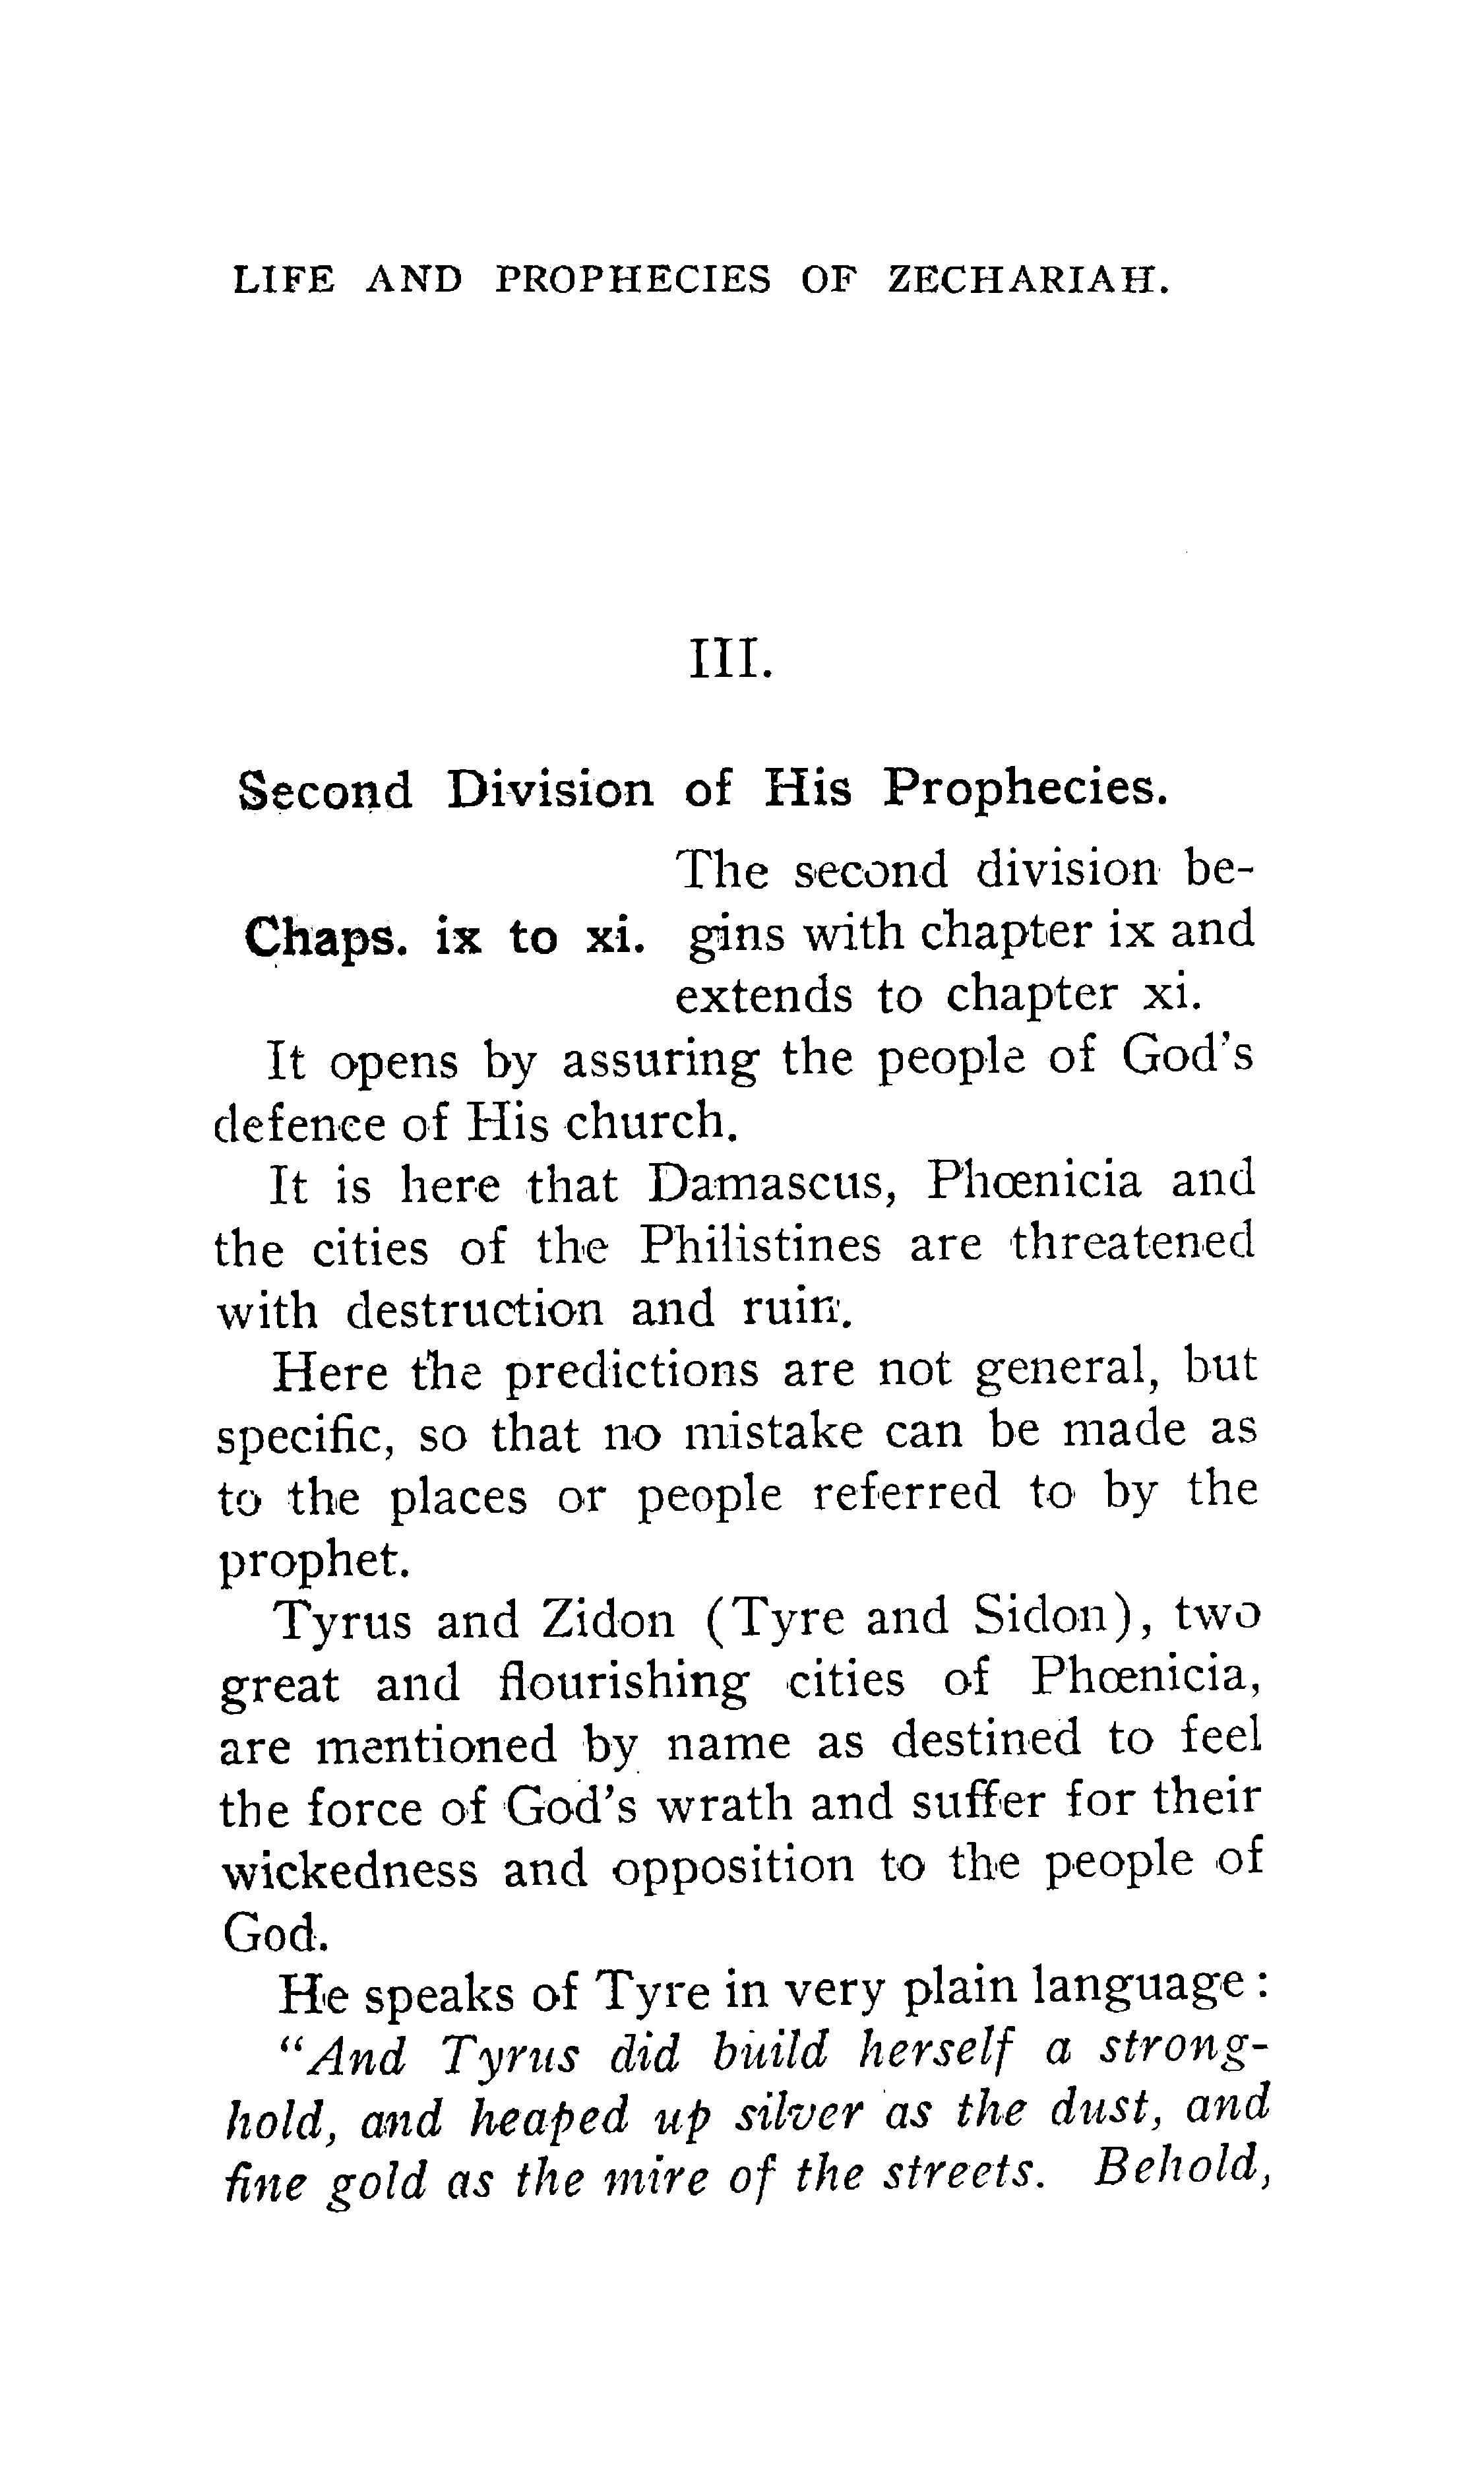 LIFE AND PROPHECIES OF ZECHARIAH.
III.
Second Division of His Prophecies.
The second division be-
Chaps. ix to xi. gins with chapter ix and
extends to chapter xi.
It opens by assuring the people of God's
defence of His church.
It is here that Damascus, Phœnicia and
the cities of the Philistines are threatened
with destruction and ruin.
Here the predictions are not general, but
specific, so that no mistake can be made as
to the places or people referred to by the
prophet.
Tyrus and Zidon (Tyre and Sidon), two
great and flourishing cities of Phœnicia,
are mentioned by name as destined to feel
the force of God's wrath and suffer for their
wickedness and opposition to the people of
God.
He speaks of Tyre in very plain language:
"And Tyrus did build herself a strong-
hold, and heaped up silver as the dust, and
fine gold as the mire of the streets. Behold,